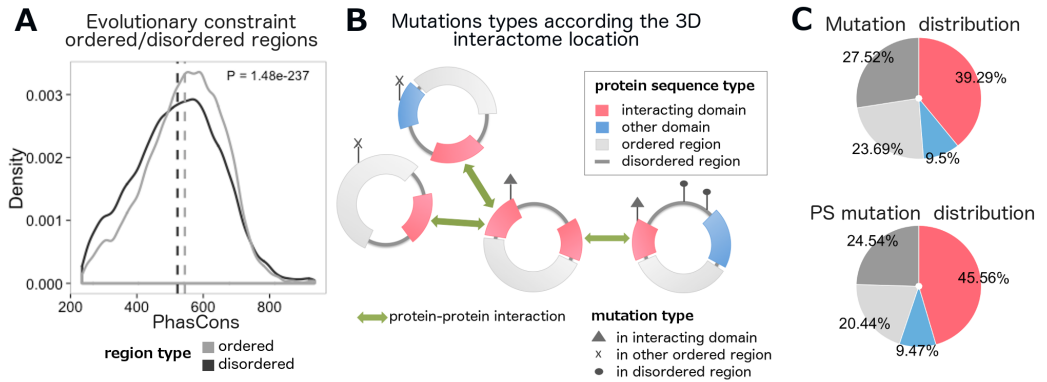 A
Evolutionary constraint
ordered/disordered regions
P = 1.48e-237
Density
0.003
0.002
0.001
0.000
200
400
600
800
PhasCons
region type
ordered
disordered
B
Mutations types according the 3D
interactome location
protein sequence type
interacting domain
other domain
ordered region
disordered region
X
X
protein-protein interaction
mutation type
in interacting domain
x in other ordered region
in disordered region
C
Mutation distribution
27.52%
39.29%
23.69%
9.5%
PS mutation distribution
24.54%
45.56%
20.44%
9.47%